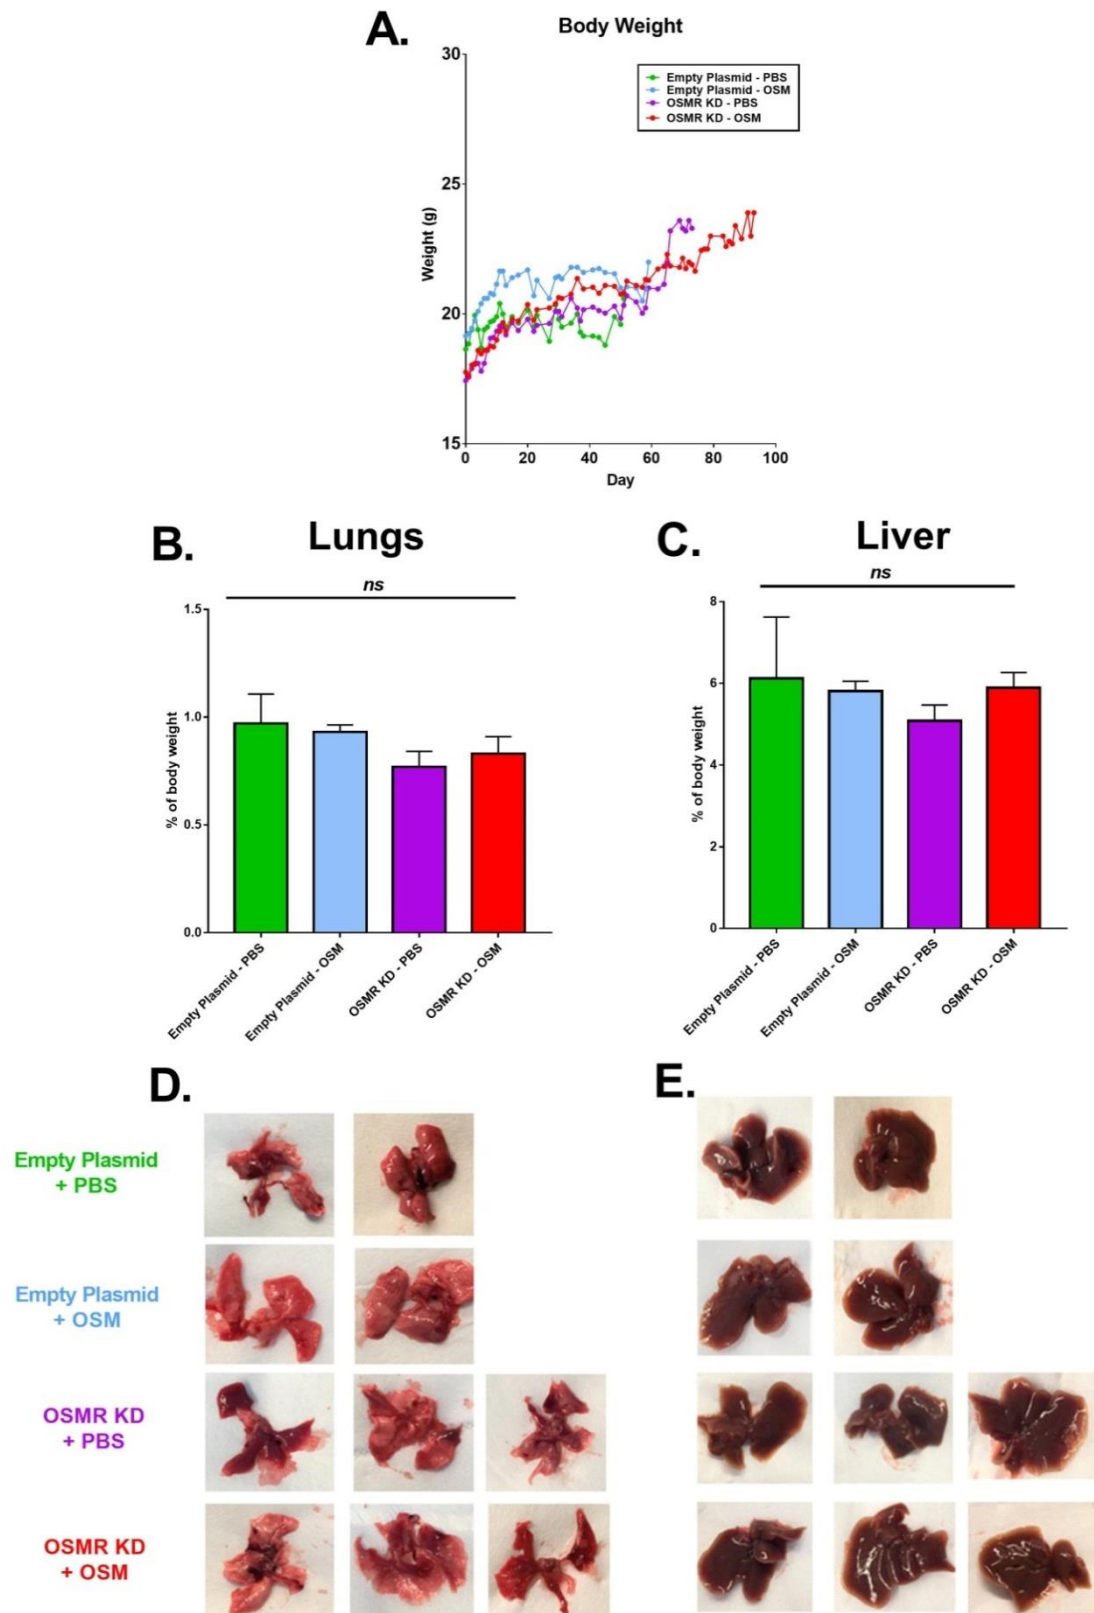 A.
Body Weight
30
25
20
15
Weight (g)
0 20 40 60 80 100
Day
Empty Plasmid - PBS
Empty Plasmid - OSM
OSMR KD - PBS
OSMR KD - OSM
B.
Lungs
ns
1.5
1.0
0.5
0.0
% of body weight
Empty Plasmid - PBS
Empty Plasmid - OSM
OSMR KD - PBS
OSMR KD - OSM
C.
Liver
ns
8
6
4
2
0
% of body weight
Empty Plasmid - PBS
Empty Plasmid - OSM
OSMR KD - PBS
OSMR KD - OSM
D.
E.
Empty Plasmid
+ PBS
Empty Plasmid
+ OSM
OSMR KD
+ PBS
OSMR KD
+ OSM